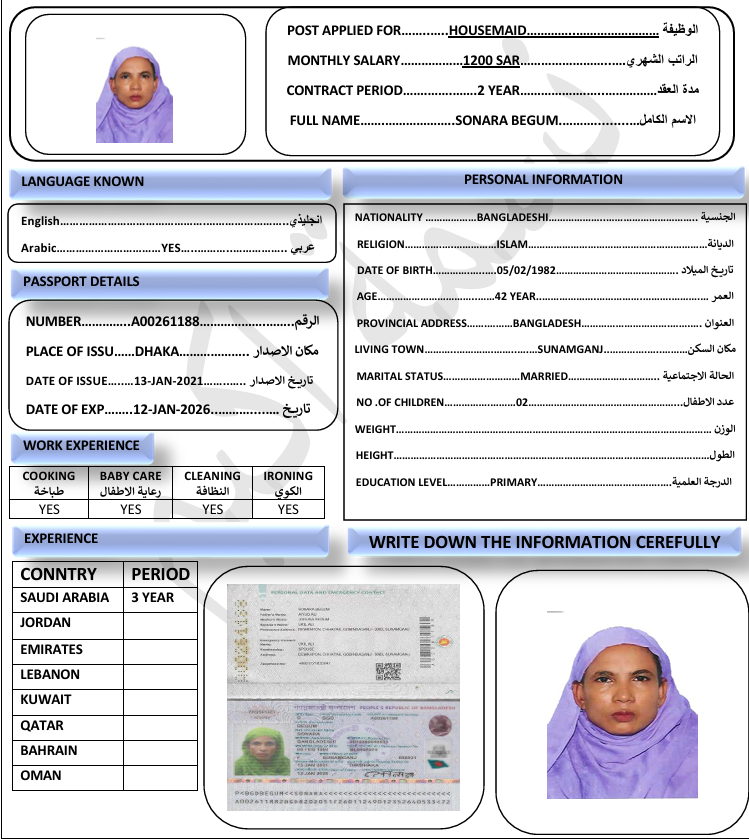 POST APPLIED FOR.............HOUSEMAID..................................... الوظيفة
MONTHLY SALARY..................1200 SAR..............................الراتب الشهري
CONTRACT PERIOD.....................2 YEAR.....................................مدة العقد
FULL NAME...........................SONARA BEGUM.......................الاسم الكامل
LANGUAGE KNOWN
English..........................................................................انجليذي
Arabic..............................YES.............................. عربي
PASSPORT DETAILS
NUMBER.............A00261188........................الرقم
PLACE OF ISSU......DHAKA.................. مكان الاصدار
DATE OF ISSUE.......13-JAN-2021............ تاريخ الاصدار
DATE OF EXP.......12-JAN-2026................. تاريخ
WORK EXPERIENCE
COOKING BABY CARE CLEANING IRONING
طباخة رعاية الاطفال النظافة الكوي
YES YES YES YES
PERSONAL INFORMATION
NATIONALITY ...............BANGLADESHI............................................ الجنسية
RELIGION...........................ISLAM....................................................الديانة
DATE OF BIRTH....................05/02/1982................................... تاريخ الميلاد
AGE.....................................42 YEAR..................................................العمر
PROVINCIAL ADDRESS..............BANGLADESH.................................. العنوان
LIVING TOWN.................................SUNAMGANJ.........................مكان السكن
MARITAL STATUS.......................MARRIED..........................الحالة الاجتماعية
NO .OF CHILDREN.....................02............................................عدد الاطفال
WEIGHT........................................................................................ الوزن
HEIGHT.........................................................................................الطول
EDUCATION LEVEL...........PRIMARY....................................الدرجة العلمية
EXPERIENCE
CONNTRY PERIOD
SAUDI ARABIA 3 YEAR
JORDAN
EMIRATES
LEBANON
KUWAIT
QATAR
BAHRAIN
OMAN
WRITE DOWN THE INFORMATION CEREFULLY
PERSONAL DATA AND EMERGENCY CONTACT
PEOPLE'S REPUBLIC OF BANGLADESH